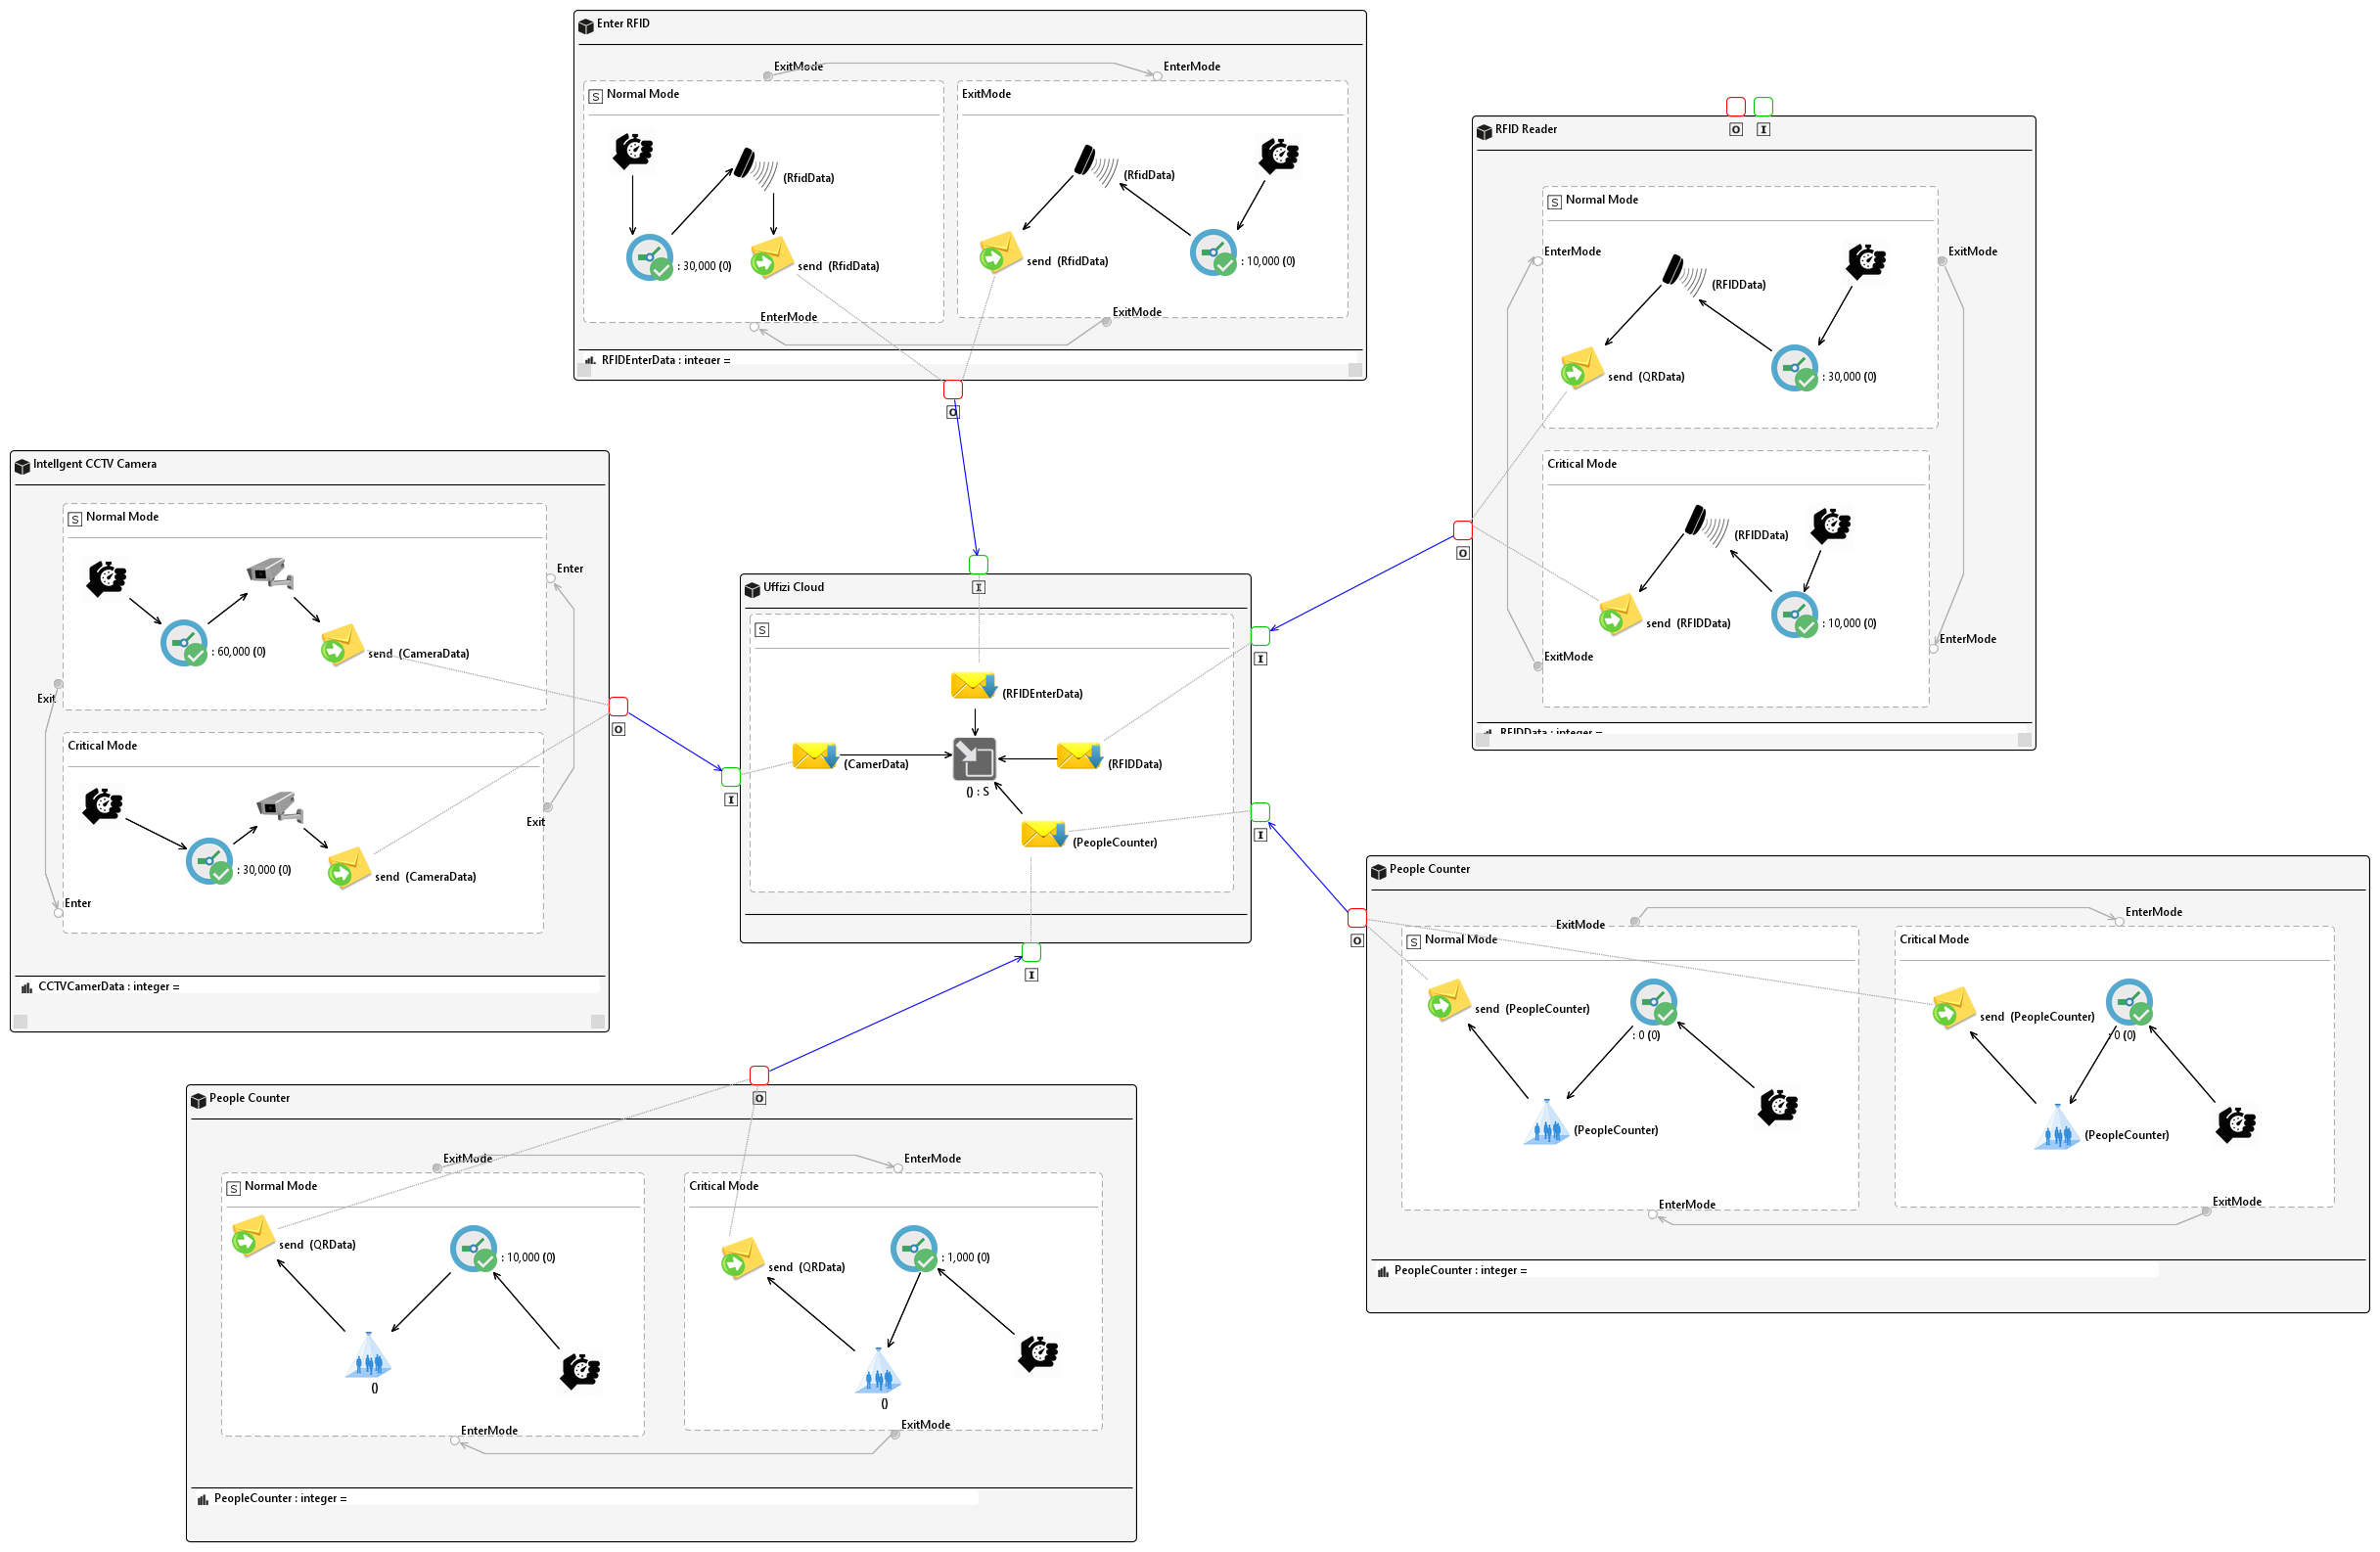 Enter RFID
ExitMode
EnterMode
S Normal Mode
ExitMode
(RfidData)
(RfidData)
: 30,000 (0)
send (RfidData)
send (RfidData)
: 10,000 (0)
EnterMode
ExitMode
RFIDEnterData : integer =
O
O I
RFID Reader
S Normal Mode
EnterMode
ExitMode
(RFIDData)
send (QRData)
: 30,000 (0)
Critical Mode
(RFIDData)
send (RFIDData)
: 10,000 (0)
EnterMode
ExitMode
RFIDData : integer =
O
Intellgent CCTV Camera
S Normal Mode
Enter
: 60,000 (0)
send (CameraData)
Exit
O
Critical Mode
: 30,000 (0)
send (CameraData)
Exit
Enter
CCTVCamerData : integer =
Uffizi Cloud
I
S
(RFIDEnterData)
I
(CamerData)
(RFIDData)
() : S
I
(PeopleCounter)
I
I
People Counter
O
ExitMode
EnterMode
S Normal Mode
Critical Mode
send (PeopleCounter)
: 0 (0)
send (PeopleCounter)
: 0 (0)
(PeopleCounter)
(PeopleCounter)
EnterMode
ExitMode
PeopleCounter : integer =
People Counter
O
ExitMode
EnterMode
S Normal Mode
Critical Mode
send (QRData)
: 10,000 (0)
send (QRData)
: 1,000 (0)
()
()
EnterMode
ExitMode
PeopleCounter : integer =